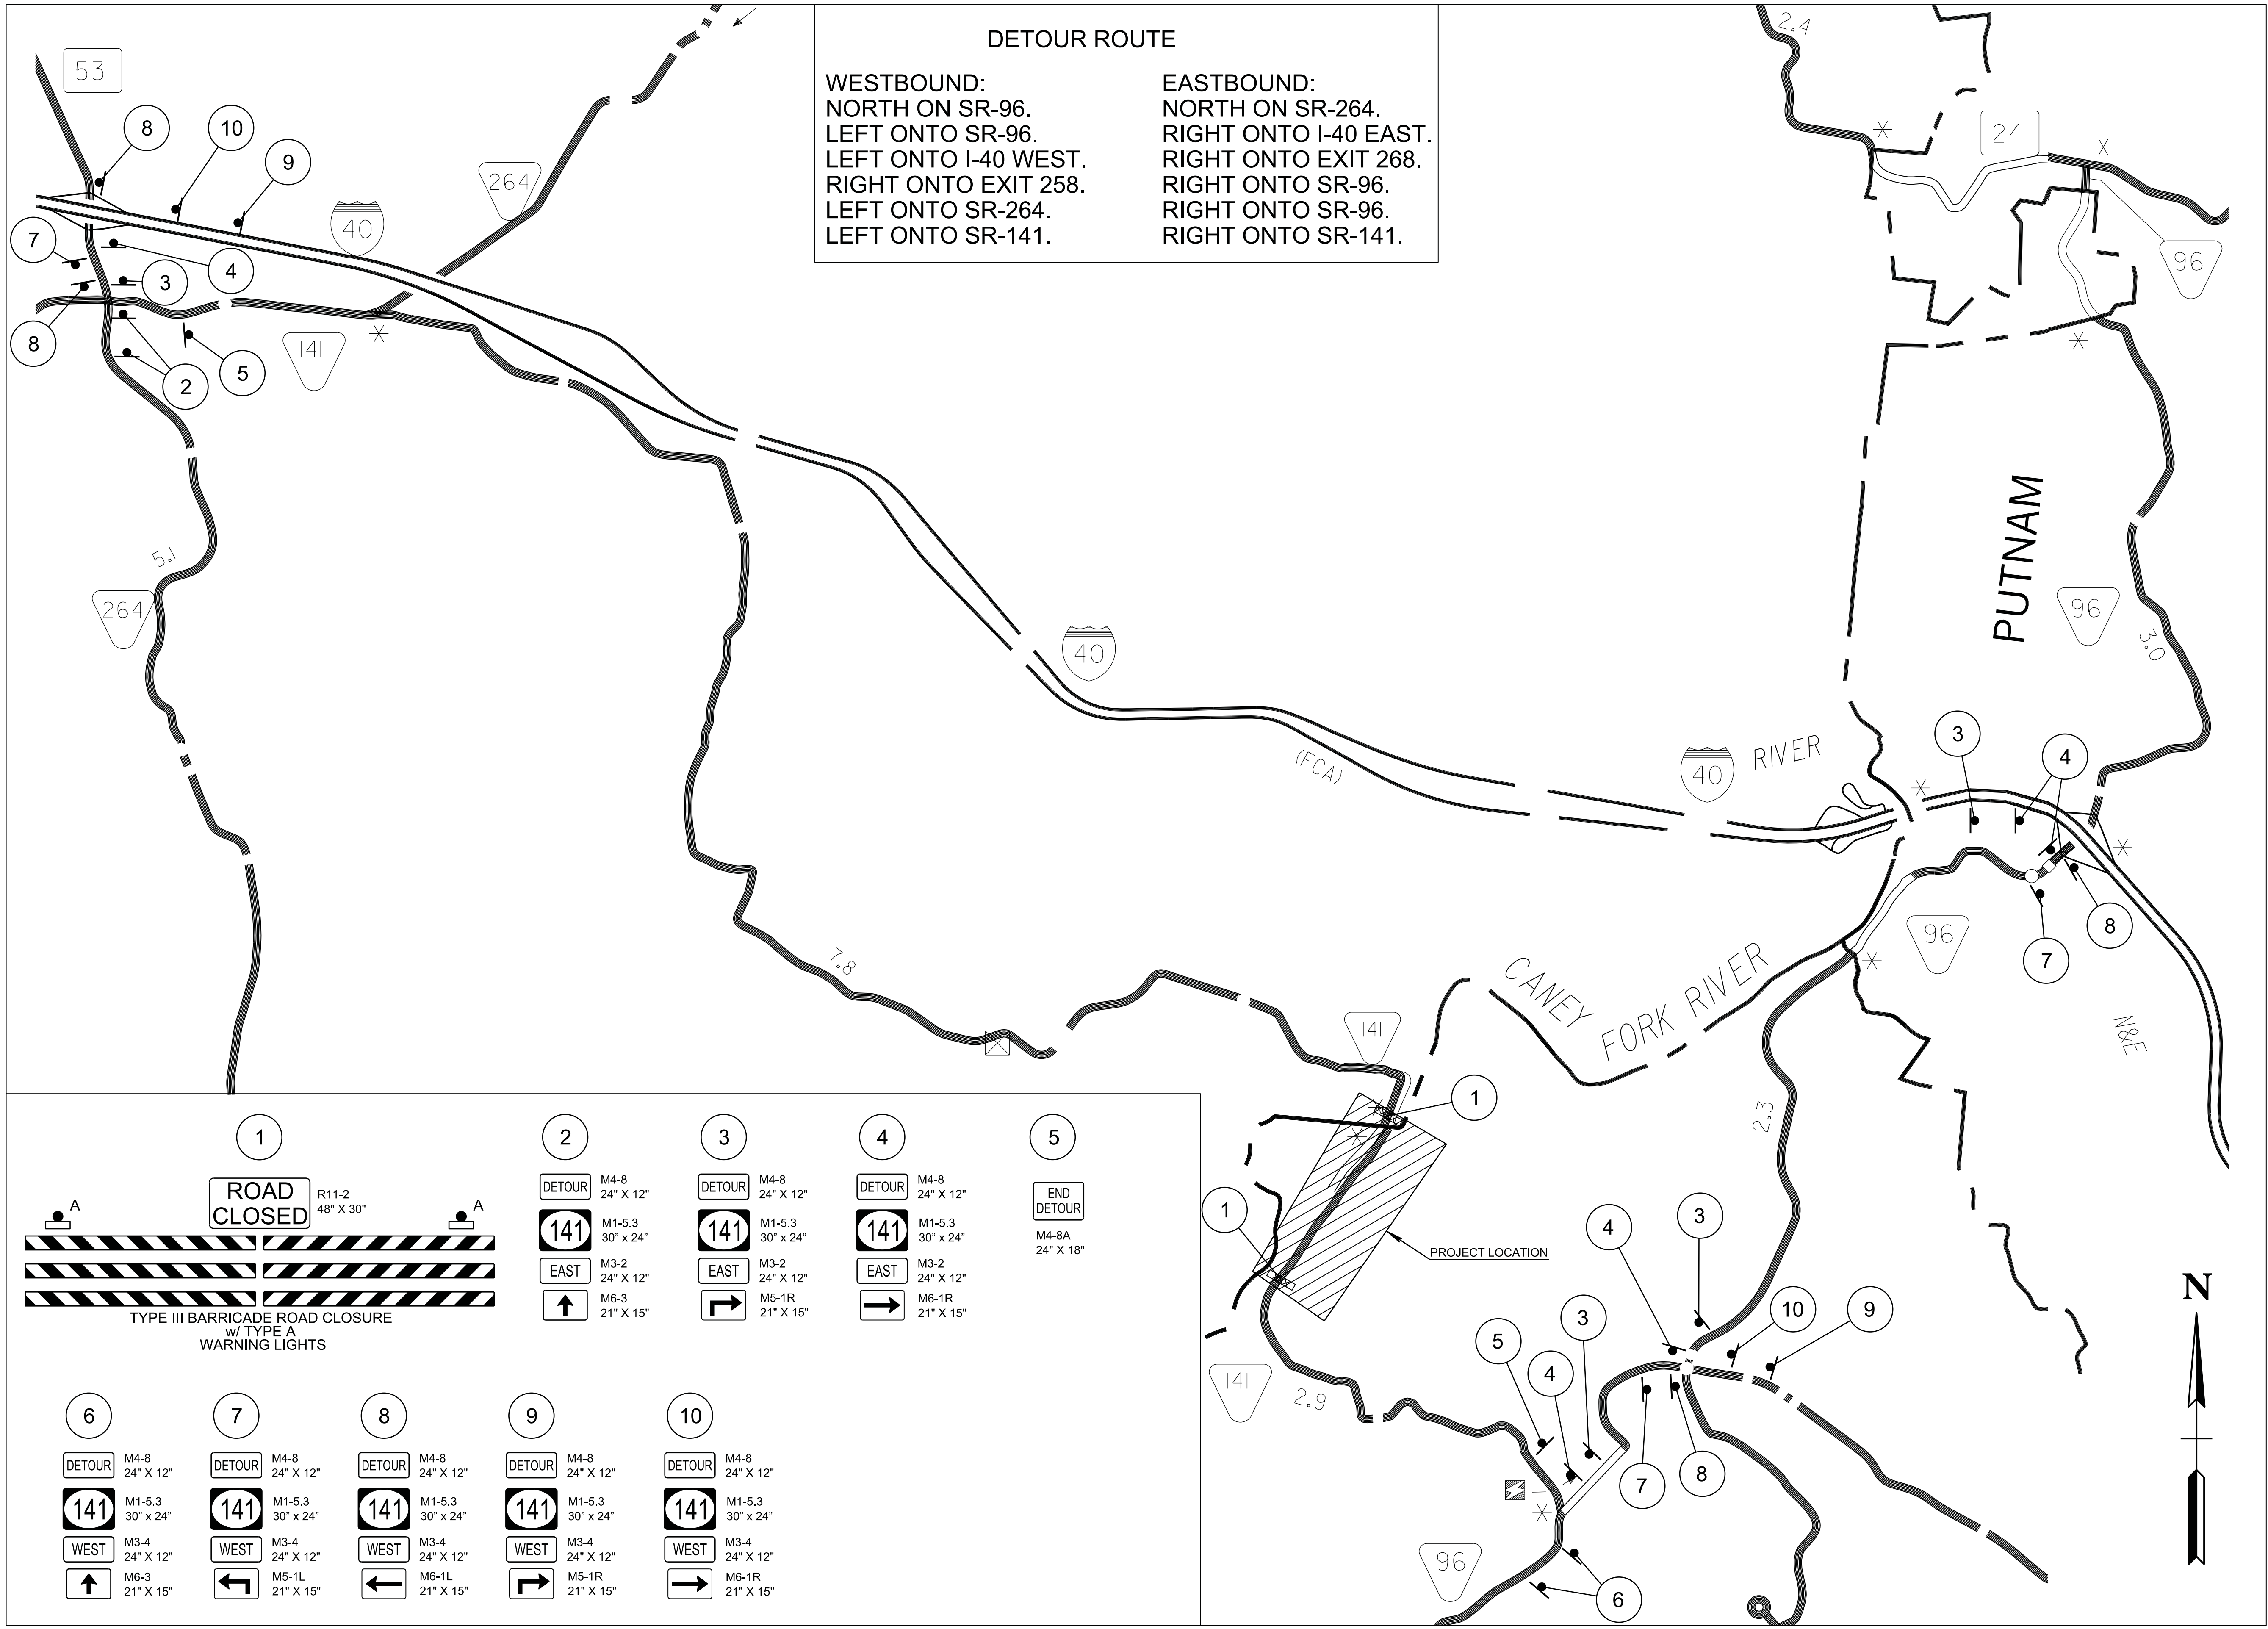 DETOUR ROUTE
WESTBOUND:
NORTH ON SR-96.
LEFT ONTO SR-96.
LEFT ONTO I-40 WEST.
RIGHT ONTO EXIT 258.
LEFT ONTO SR-264.
LEFT ONTO SR-141.
EASTBOUND:
NORTH ON SR-264.
RIGHT ONTO I-40 EAST.
RIGHT ONTO EXIT 268.
RIGHT ONTO SR-96.
RIGHT ONTO SR-96.
RIGHT ONTO SR-141.
53
8
10
9
264
40
7
4
3
8
141
5
2
5.1
264
2.4
24
96
PUTNAM
96
3.0
40
(FCA)
40
RIVER
3
4
8
7
96
CANEY
FORK RIVER
N&E
7.8
141
1
1
2.3
PROJECT LOCATION
4
3
10
9
5
4
3
7
8
141
2.9
96
6
N
1
ROAD
CLOSED
R11-2
48" X 30"
A
A
TYPE III BARRICADE ROAD CLOSURE
w/ TYPE A
WARNING LIGHTS
2
DETOUR
M4-8
24" X 12"
141
M1-5.3
30" x 24"
EAST
M3-2
24" X 12"
M6-3
21" X 15"
3
DETOUR
M4-8
24" X 12"
141
M1-5.3
30" x 24"
EAST
M3-2
24" X 12"
M5-1R
21" X 15"
4
DETOUR
M4-8
24" X 12"
141
M1-5.3
30" x 24"
EAST
M3-2
24" X 12"
M6-1R
21" X 15"
5
END
DETOUR
M4-8A
24" X 18"
6
DETOUR
M4-8
24" X 12"
141
M1-5.3
30" x 24"
WEST
M3-4
24" X 12"
M6-3
21" X 15"
7
DETOUR
M4-8
24" X 12"
141
M1-5.3
30" x 24"
WEST
M3-4
24" X 12"
M5-1L
21" X 15"
8
DETOUR
M4-8
24" X 12"
141
M1-5.3
30" x 24"
WEST
M3-4
24" X 12"
M6-1L
21" X 15"
9
DETOUR
M4-8
24" X 12"
141
M1-5.3
30" x 24"
WEST
M3-4
24" X 12"
M5-1R
21" X 15"
10
DETOUR
M4-8
24" X 12"
141
M1-5.3
30" x 24"
WEST
M3-4
24" X 12"
M6-1R
21" X 15"